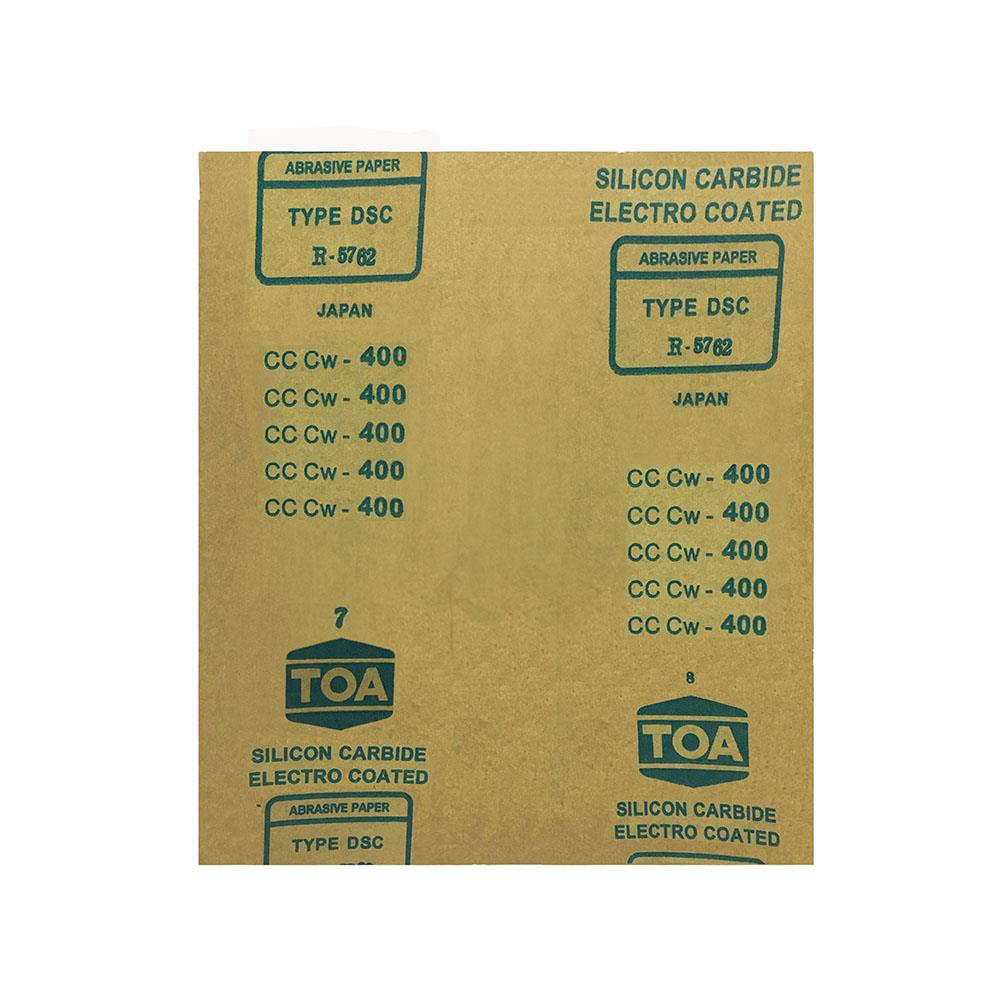 ABRASIVE PAPER
TYPE DSC
R-5762
JAPAN
CC Cw - 400
CC Cw - 400
CC Cw - 400
CC Cw - 400
CC Cw - 400
7
TOA
SILICON CARBIDE
ELECTRO COATED
ABRASIVE PAPER
TYPE DSC
SILICON CARBIDE
ELECTRO COATED
ABRASIVE PAPER
TYPE DSC
R-5762
JAPAN
CC Cw - 400
CC Cw - 400
CC Cw - 400
CC Cw - 400
CC Cw - 400
8
TOA
SILICON CARBIDE
ELECTRO COATED